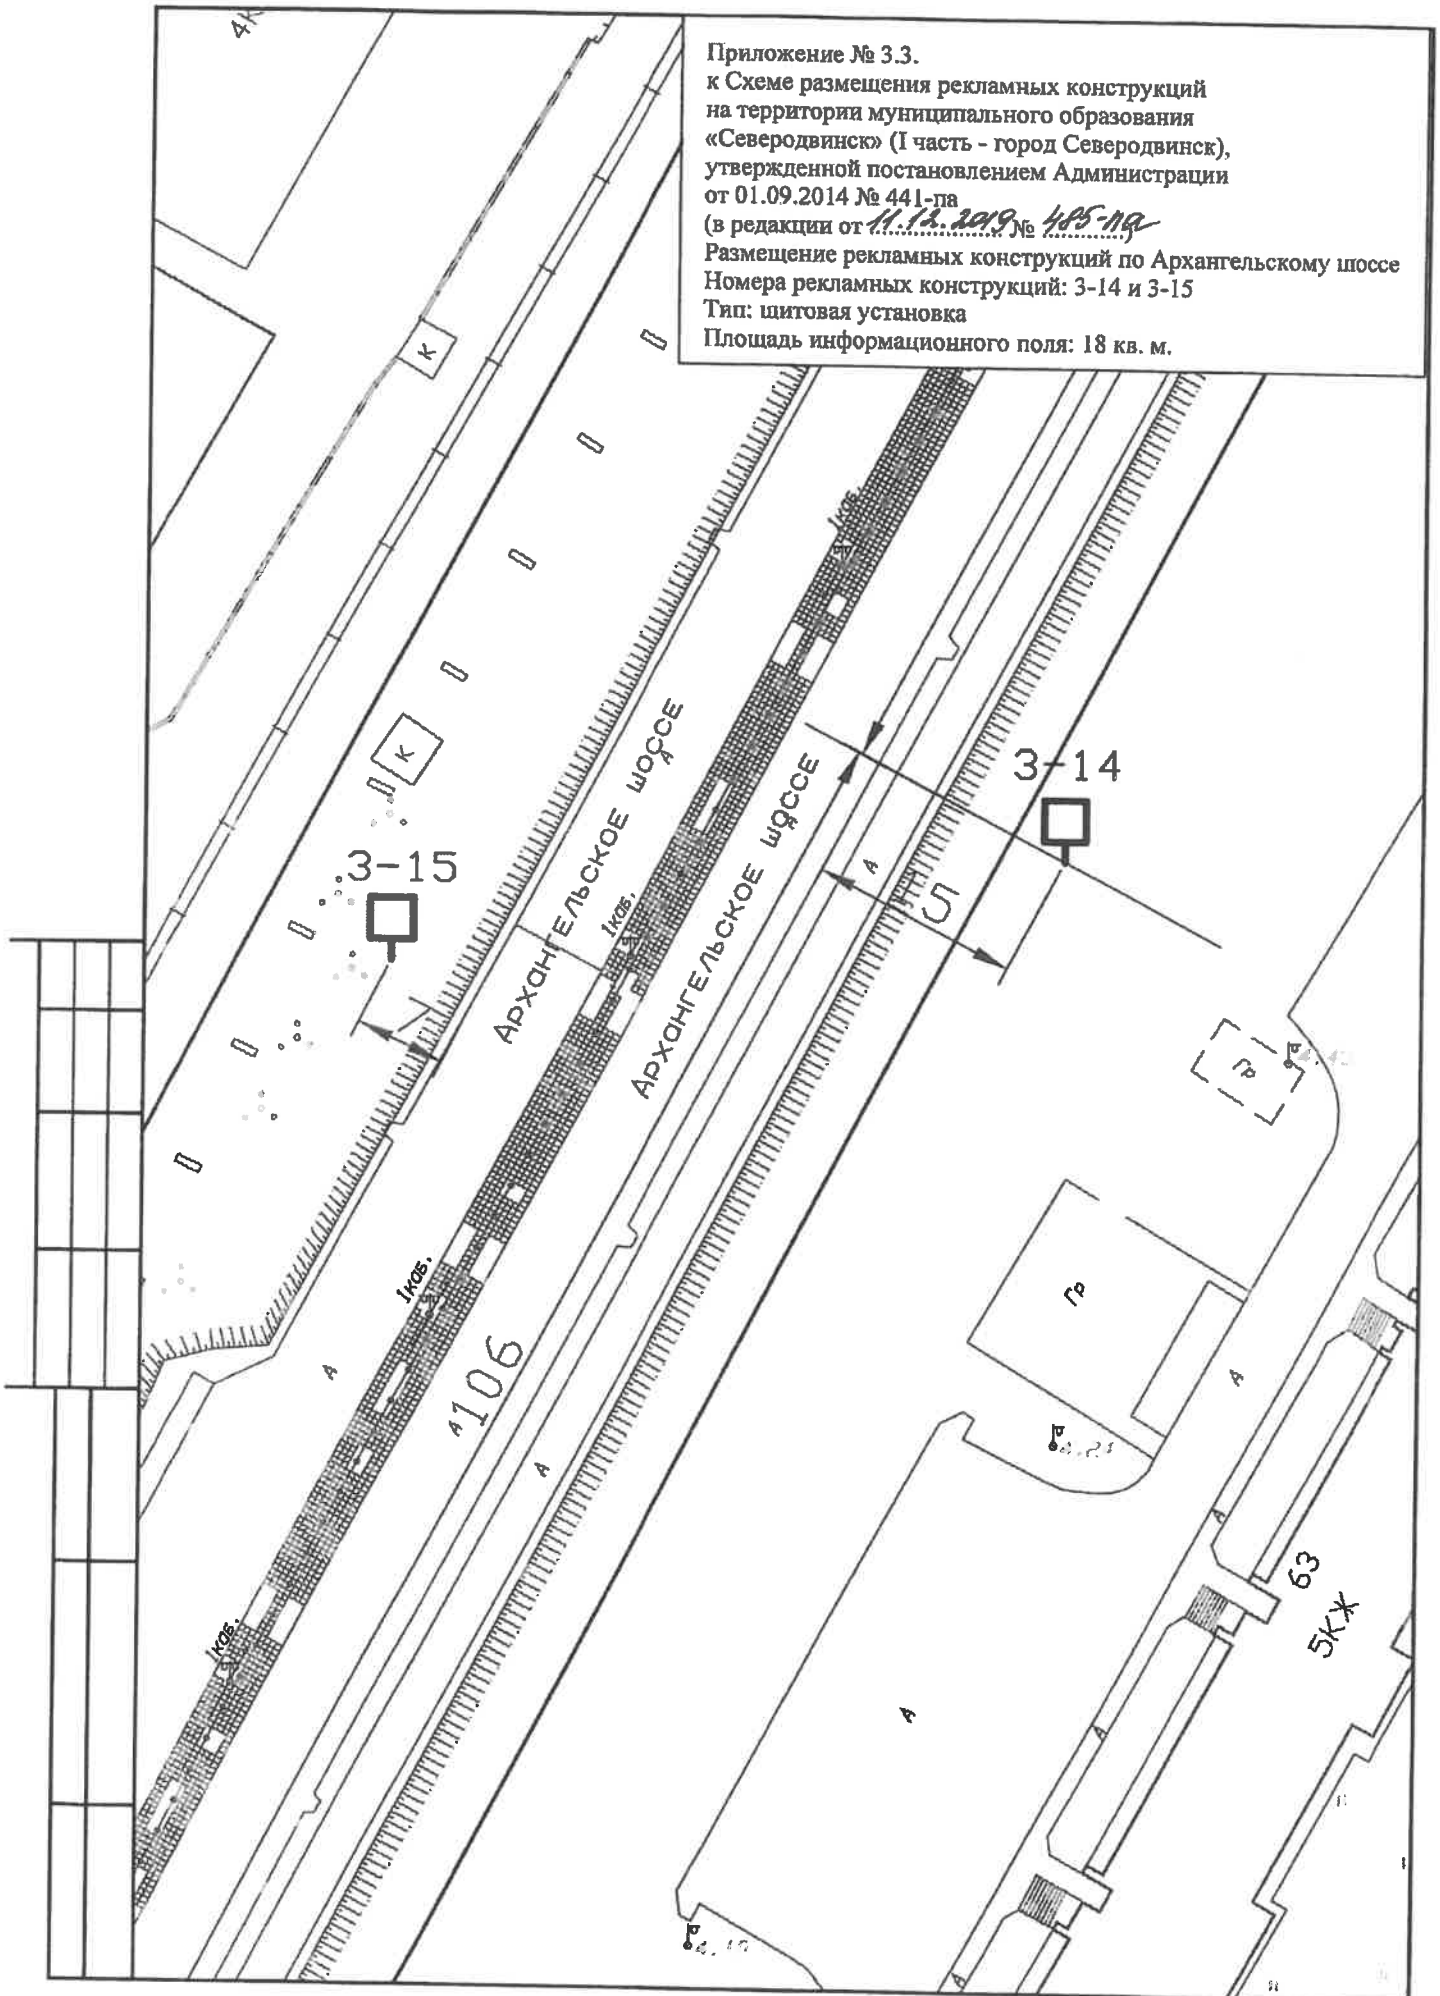 4К
Приложение № 3.3.
к Схеме размещения рекламных конструкций
на территории муниципального образования
«Северодвинск» (I часть - город Северодвинск),
утвержденной постановлением Администрации
от 01.09.2014 № 441-па
(в редакции от 11.12.2019 № 485-па)
Размещение рекламных конструкций по Архангельскому шоссе
Номера рекламных конструкций: 3-14 и 3-15
Тип: щитовая установка
Площадь информационного поля: 18 кв. м.
К
1каб.
К
3-14
3-15
АРХАНГЕЛЬСКОЕ ШОССЕ
А
АРХАНГЕЛЬСКОЕ ШОССЕ
А
А
5
1каб.
7
Гр
Гр
1каб.
А
А
106
А
А
А
63
5КЖ
1каб.
А
А
А